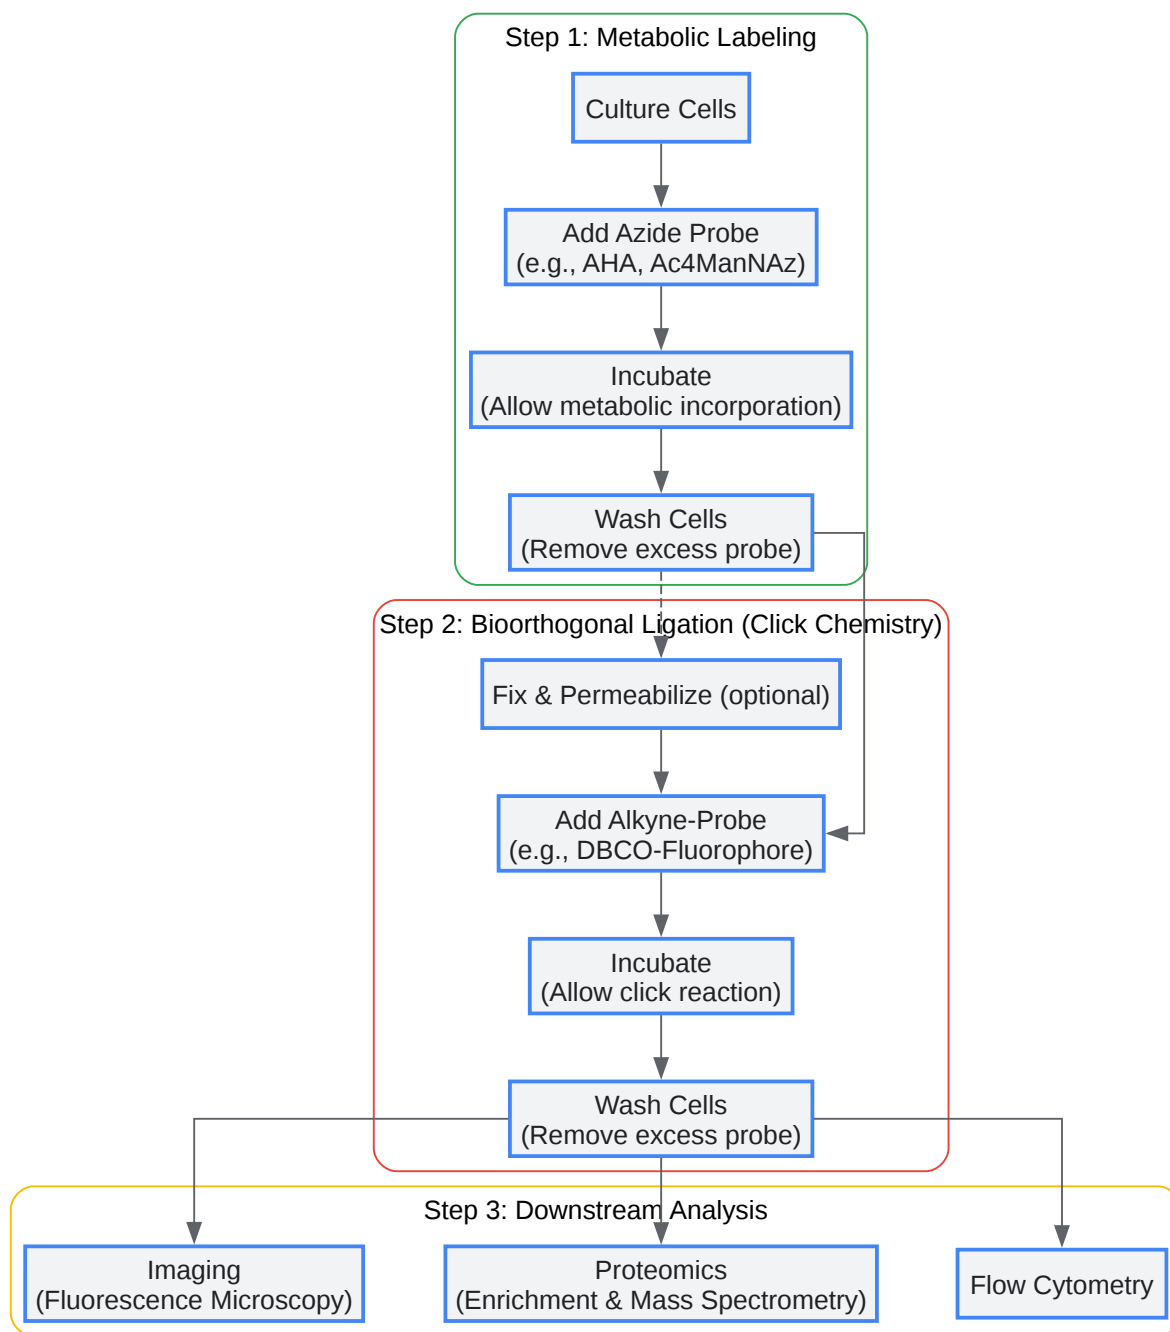 Step 1: Metabolic Labeling
Culture Cells
Add Azide Probe
(e.g., AHA, Ac4ManNAz)
Incubate
(Allow metabolic incorporation)
Wash Cells
(Remove excess probe)
Step 2: Bioorthogonal Ligation (Click Chemistry)
Fix & Permeabilize (optional)
Add Alkyne-Probe
(e.g., DBCO-Fluorophore)
Incubate
(Allow click reaction)
Wash Cells
(Remove excess probe)
Step 3: Downstream Analysis
Imaging
(Fluorescence Microscopy)
Proteomics
(Enrichment & Mass Spectrometry)
Flow Cytometry